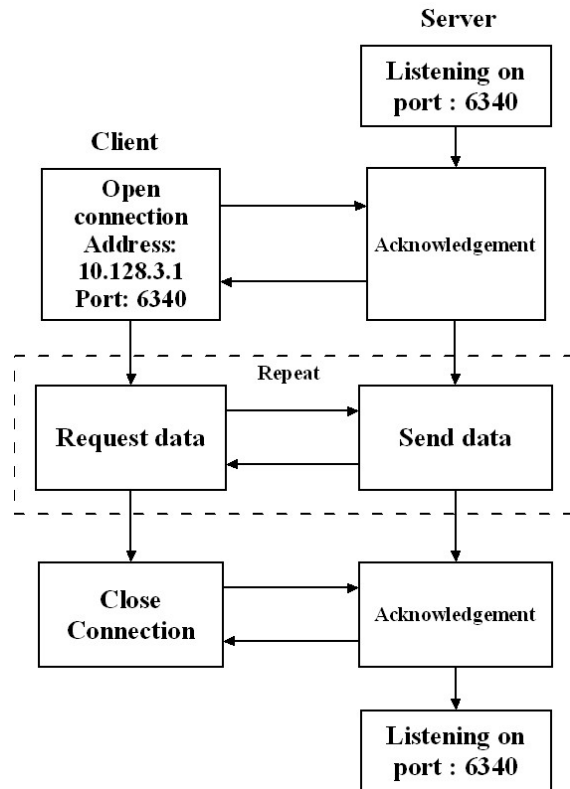 Server
Listening on
port : 6340
Client
Open
connection
Address:
10.128.3.1
Port: 6340
Acknowledgement
Repeat
Request data
Send data
Close
Connection
Acknowledgement
Listening on
port : 6340